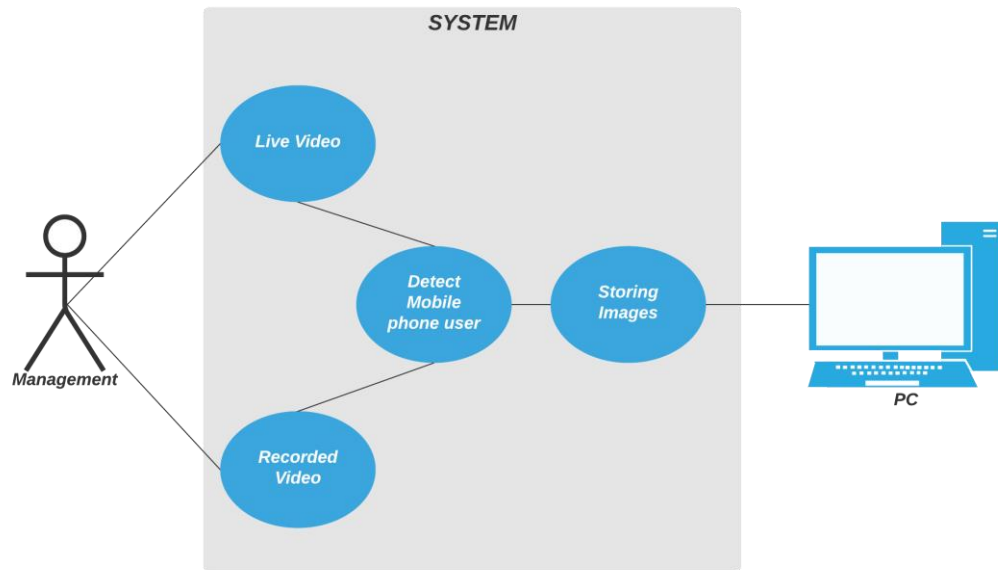 SYSTEM
Live Video
Detect
Mobile
phone user
Storing
Images
Management
PC
Recorded
Video